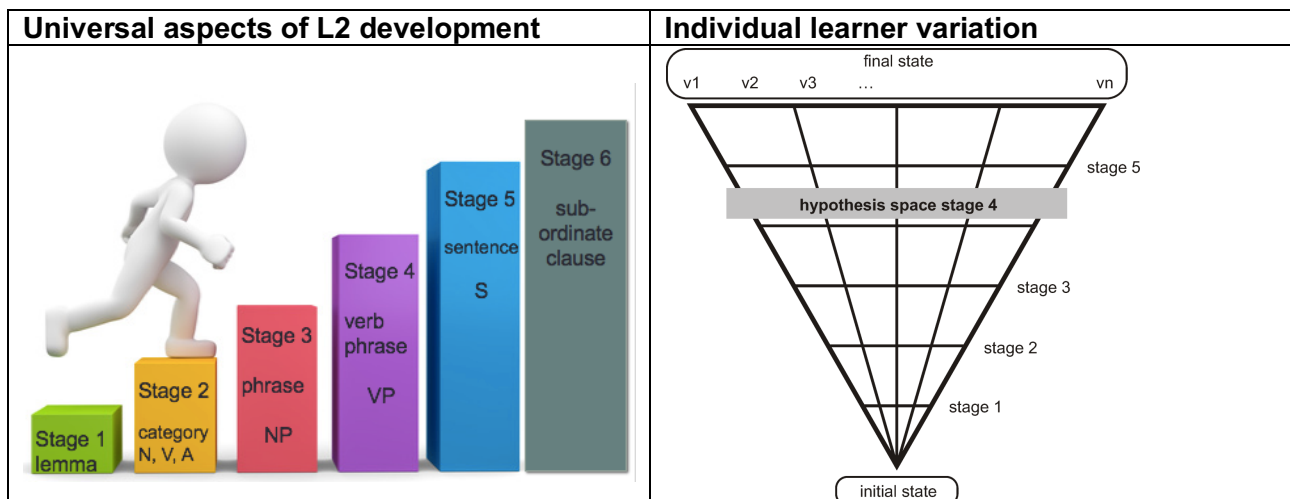 Universal aspects of L2 development
Individual learner variation
Stage 1
lemma
Stage 2
category
N, V, A
Stage 3
phrase
NP
Stage 4
verb
phrase
VP
Stage 5
sentence
S
Stage 6
sub-
ordinate
clause
final state
v1 v2 v3 ... vn
stage 5
hypothesis space stage 4
stage 3
stage 2
stage 1
initial state